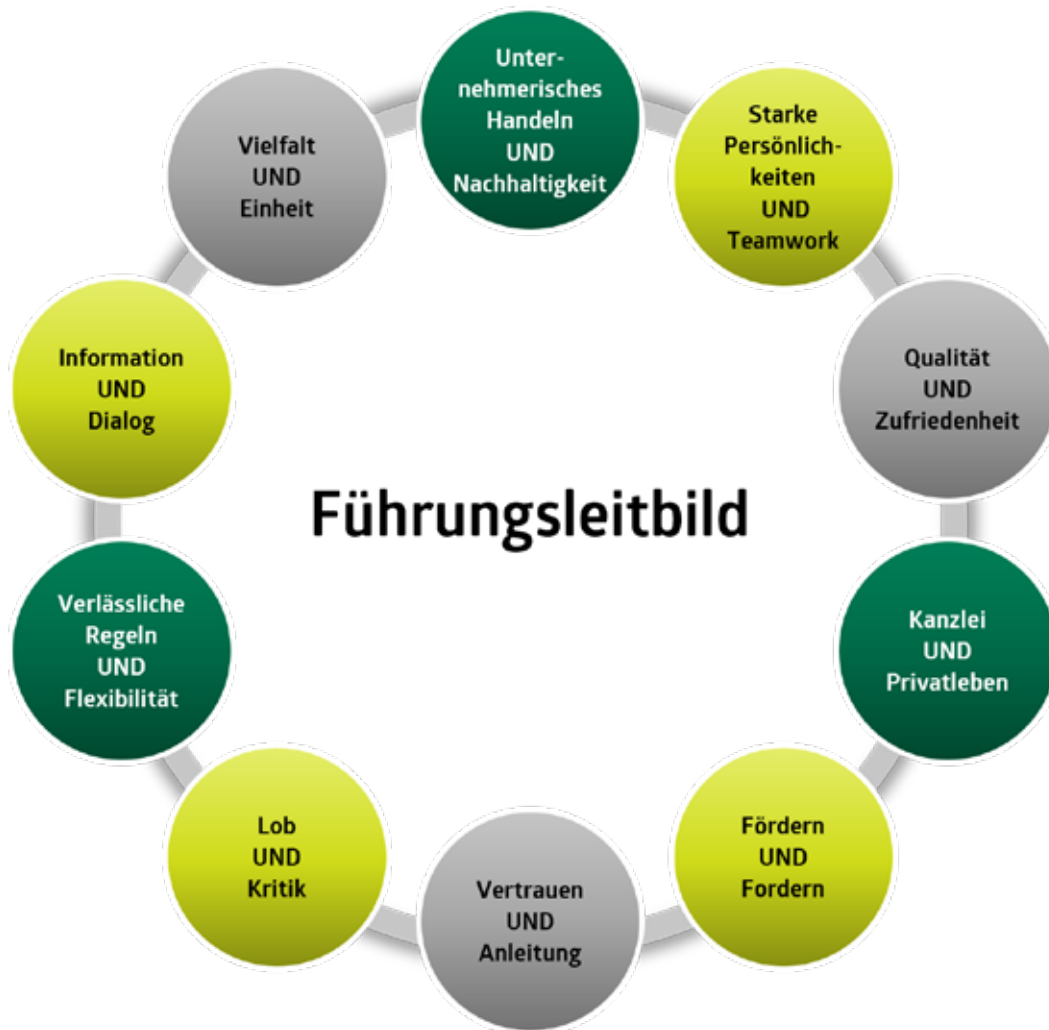 Unter-
nehmerisches
Handeln
UND
Nachhaltigkeit
Starke
Persönlich-
keiten
UND
Teamwork
Qualität
UND
Zufriedenheit
Kanzlei
UND
Privatleben
Fördern
UND
Fordern
Vertrauen
UND
Anleitung
Lob
UND
Kritik
Verlässliche
Regeln
UND
Flexibilität
Information
UND
Dialog
Vielfalt
UND
Einheit
Führungsleitbild